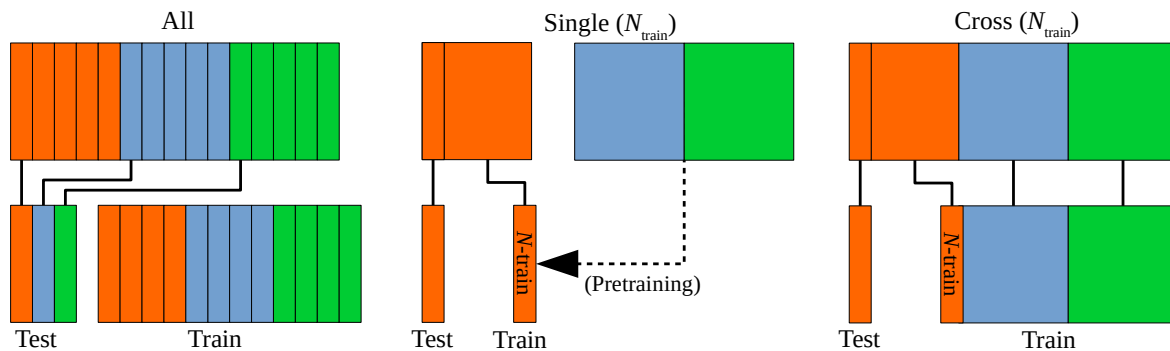 All
Single (N_train)
Cross (N_train)
N-train
(Pretraining)
N-train
Test
Train
Test
Train
Test
Train